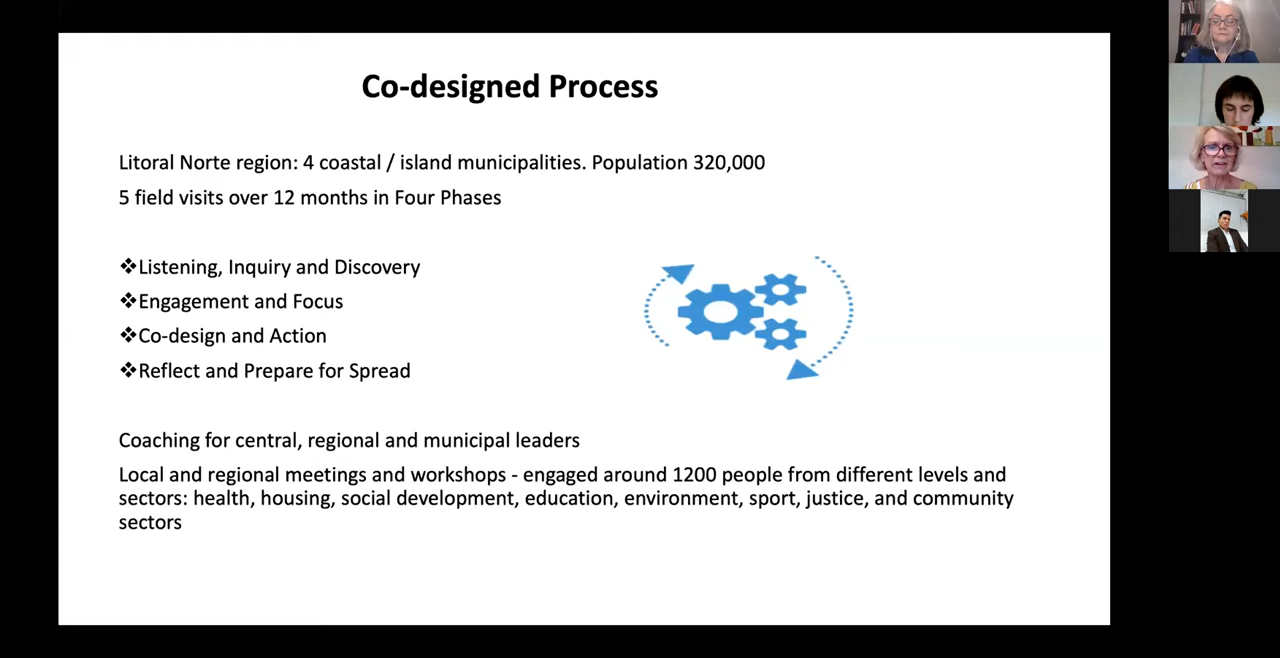 Co-designed Process
Litoral Norte region: 4 coastal / island municipalities. Population 320,000
5 field visits over 12 months in Four Phases
❖Listening, Inquiry and Discovery
❖Engagement and Focus
❖Co-design and Action
❖Reflect and Prepare for Spread
Coaching for central, regional and municipal leaders
Local and regional meetings and workshops - engaged around 1200 people from different levels and
sectors: health, housing, social development, education, environment, sport, justice, and community
sectors